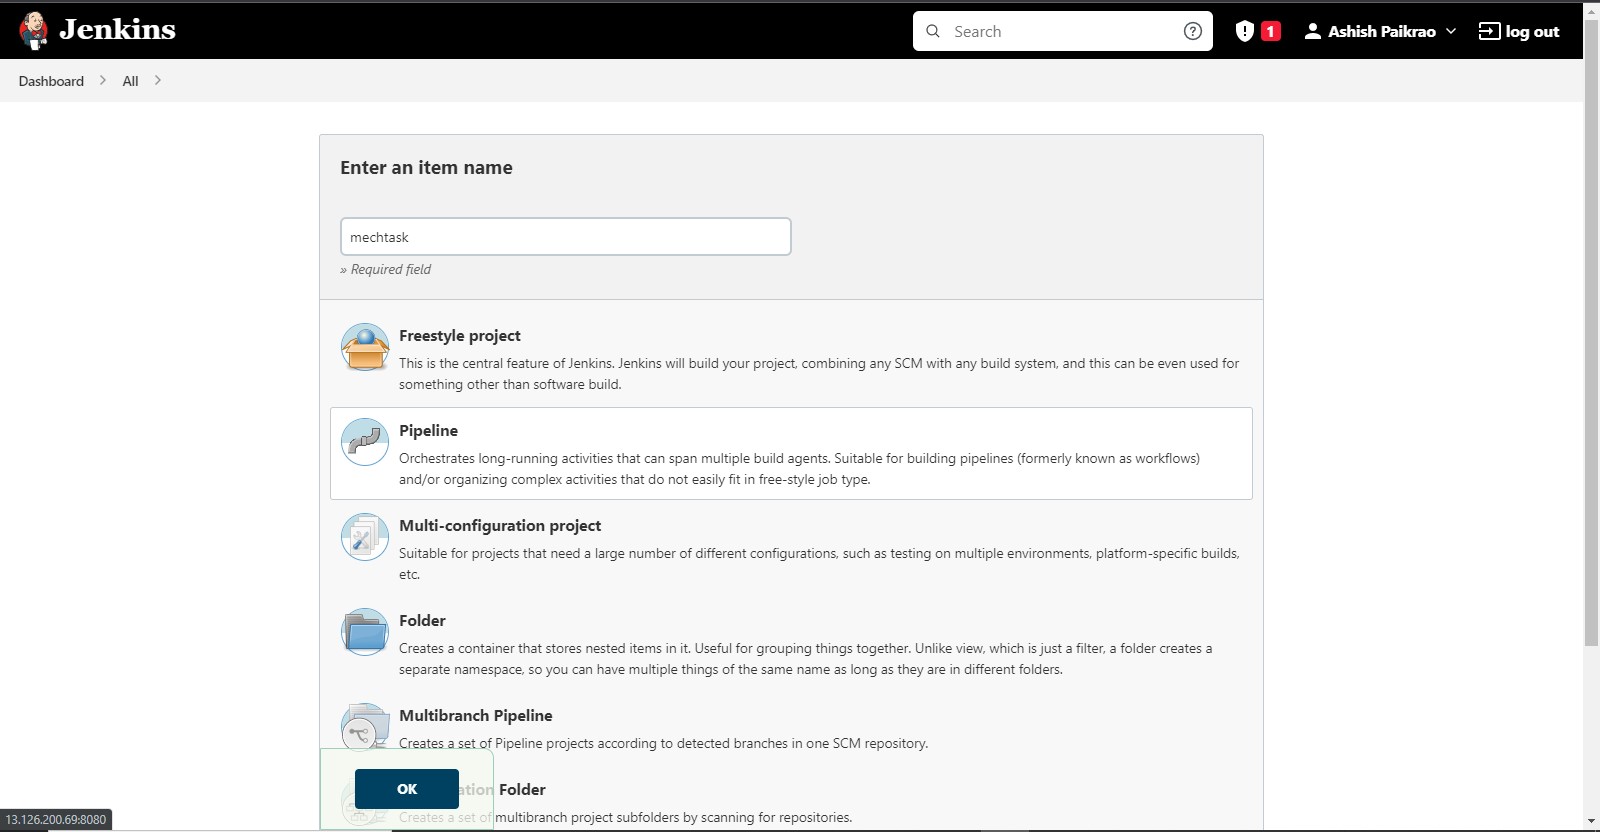 Jenkins
Search
1
Ashish Paikrao
log out
Dashboard
All
Enter an item name
mechtask
» Required field
Freestyle project
This is the central feature of Jenkins. Jenkins will build your project, combining any SCM with any build system, and this can be even used for
something other than software build.
Pipeline
Orchestrates long-running activities that can span multiple build agents. Suitable for building pipelines (formerly known as workflows)
and/or organizing complex activities that do not easily fit in free-style job type.
Multi-configuration project
Suitable for projects that need a large number of different configurations, such as testing on multiple environments, platform-specific builds,
etc.
Folder
Creates a container that stores nested items in it. Useful for grouping things together. Unlike view, which is just a filter, a folder creates a
separate namespace, so you can have multiple things of the same name as long as they are in different folders.
Multibranch Pipeline
Creates a set of Pipeline projects according to detected branches in one SCM repository.
OK
ation Folder
Creates a set of multibranch project subfolders by scanning for repositories.
13.126.200.69:8080